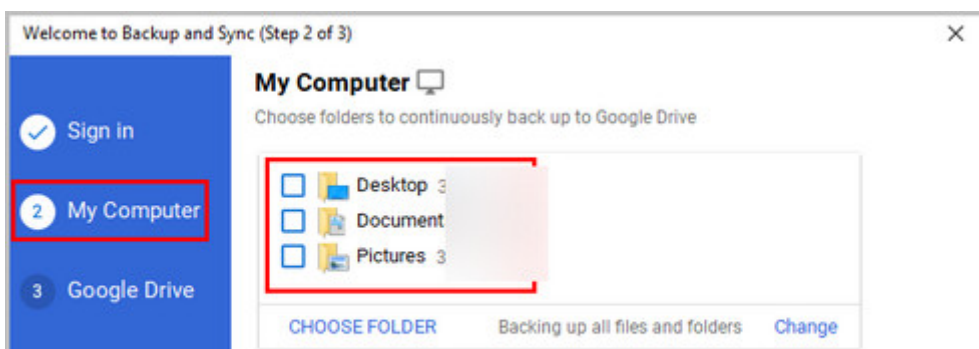 Welcome to Backup and Sync (Step 2 of 3)
My Computer
Choose folders to continuously back up to Google Drive
Sign in
Desktop 3
2 My Computer
Document
Pictures 3
3 Google Drive
CHOOSE FOLDER Backing up all files and folders Change